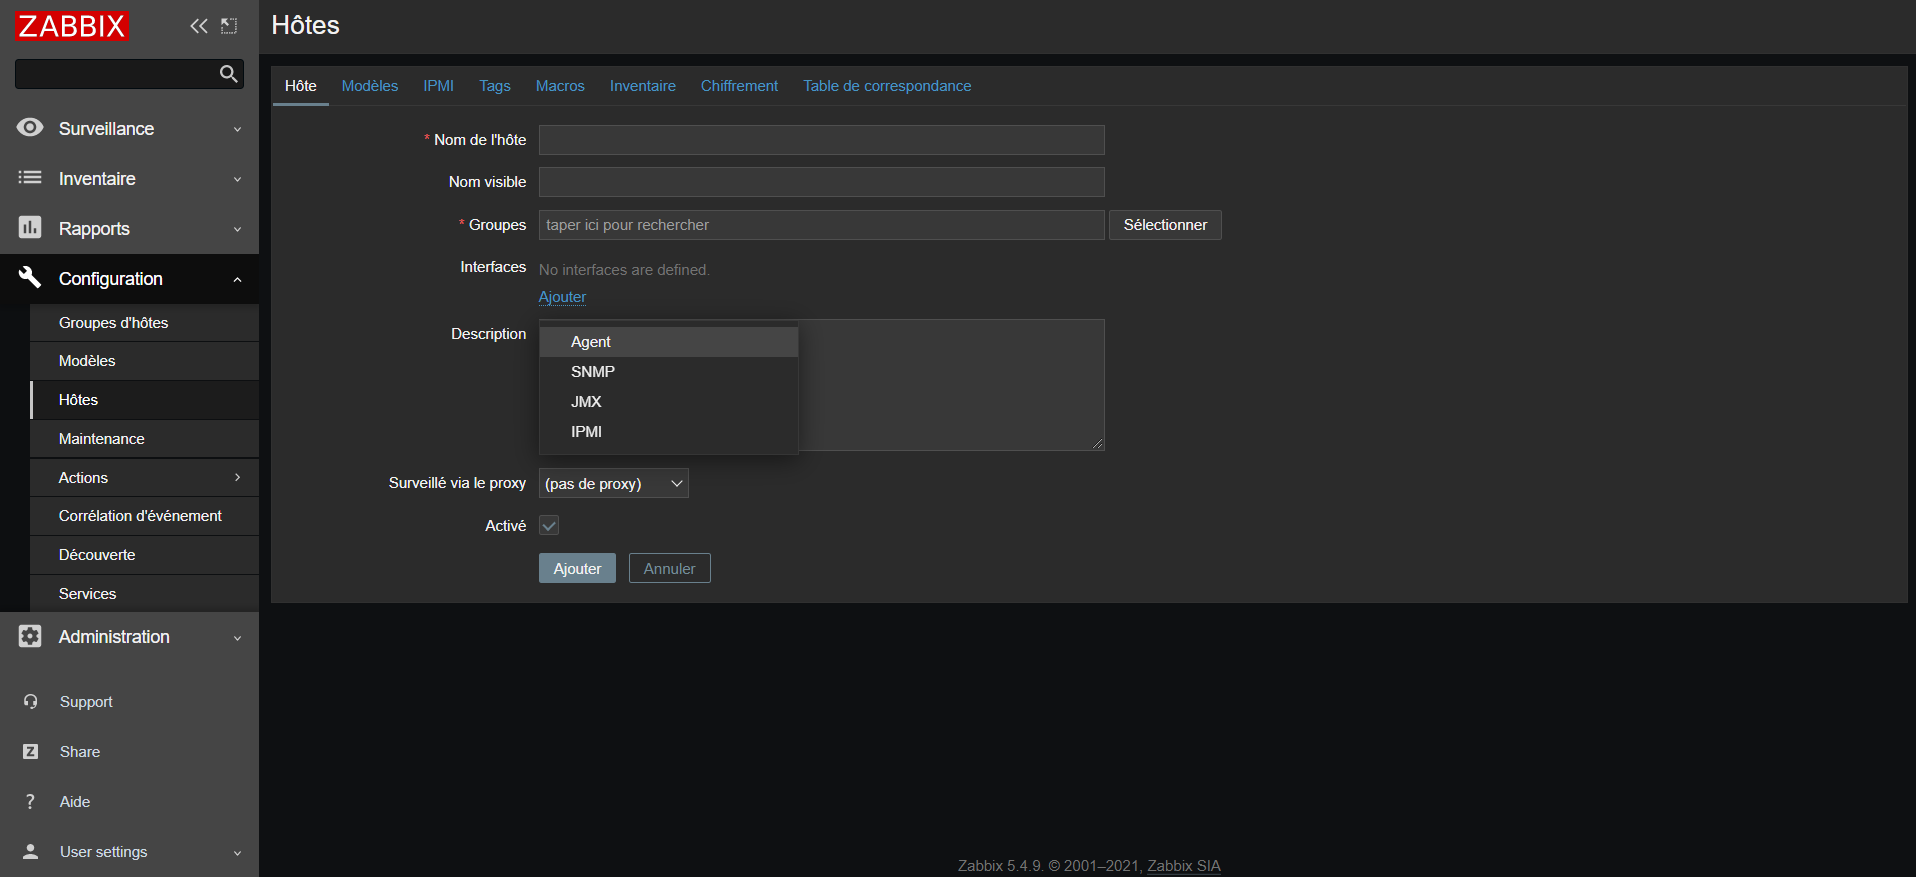 ZABBIX
Surveillance
Inventaire
Rapports
Configuration
Groupes d'hôtes
Modèles
Hôtes
Maintenance
Actions
Corrélation d'événement
Découverte
Services
Administration
Support
Z Share
? Aide
User settings
Hôtes
Hôte Modèles IPMI Tags Macros Inventaire Chiffrement Table de correspondance
* Nom de l'hôte
Nom visible
* Groupes taper ici pour rechercher Sélectionner
Interfaces No interfaces are defined.
Ajouter
Description
Agent
SNMP
JMX
IPMI
Surveillé via le proxy (pas de proxy)
Activé
Ajouter Annuler
Zabbix 5.4.9. © 2001–2021, Zabbix SIA